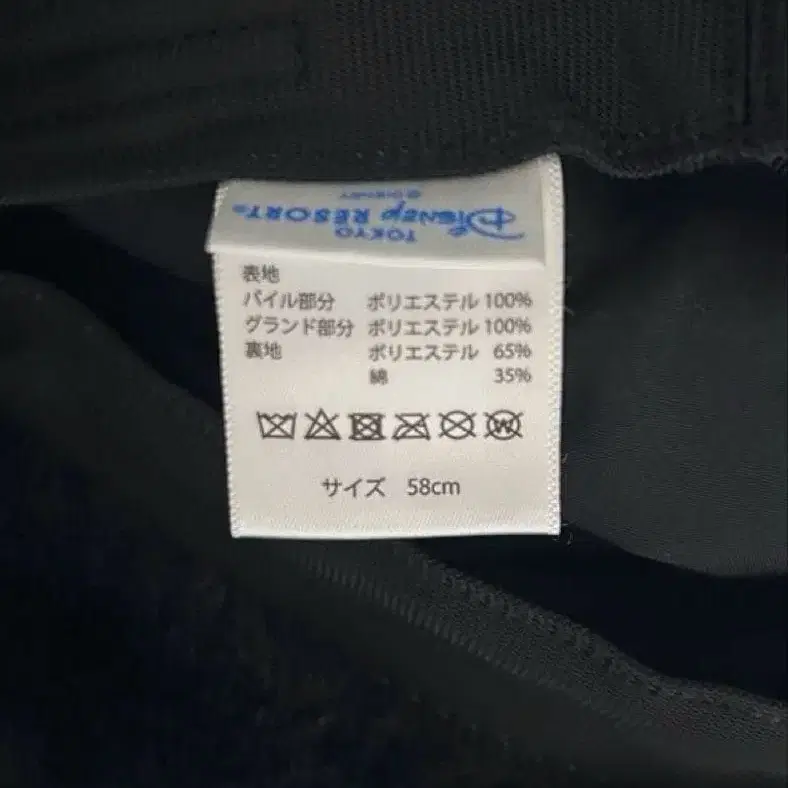 TOKYO
Disney RESORT®
© DISNEY
表地
パイル部分 ポリエステル 100%
グランド部分 ポリエステル 100%
裏地 ポリエステル 65%
綿 35%
W
サイズ 58cm